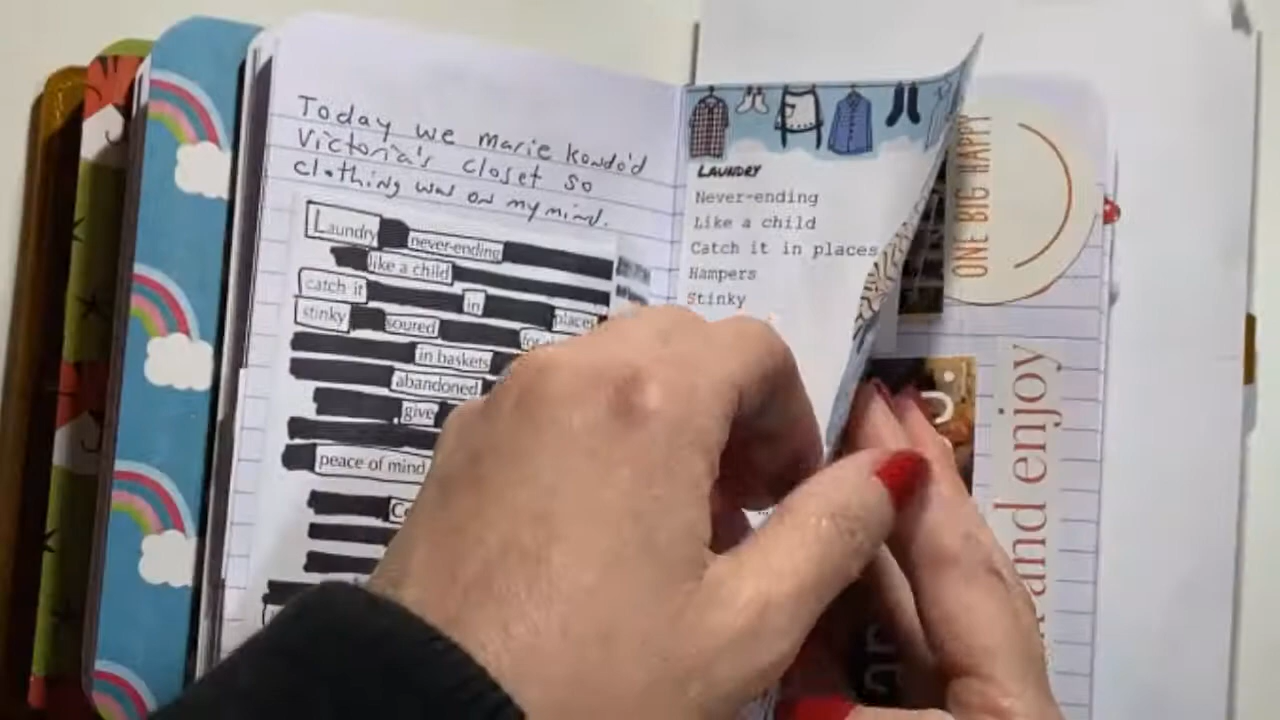 Today we marie kondo'd
Victoria's closet so
clothing was on my mind.
Laundry never-ending
like a child
catch it in places
stinky soured
in baskets
abandoned
give
peace of mind
LAUNDRY
Never-ending
Like a child
Catch it in places
Hampers
Stinky
ONE BIG HAPPY
and enjoy